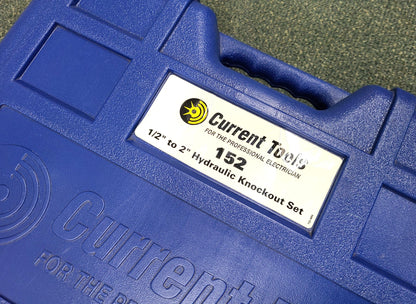 Current Tools
FOR THE PROFESSIONAL ELECTRICIAN
152
1/2" to 2" Hydraulic Knockout Set
Current
FOR THE PR